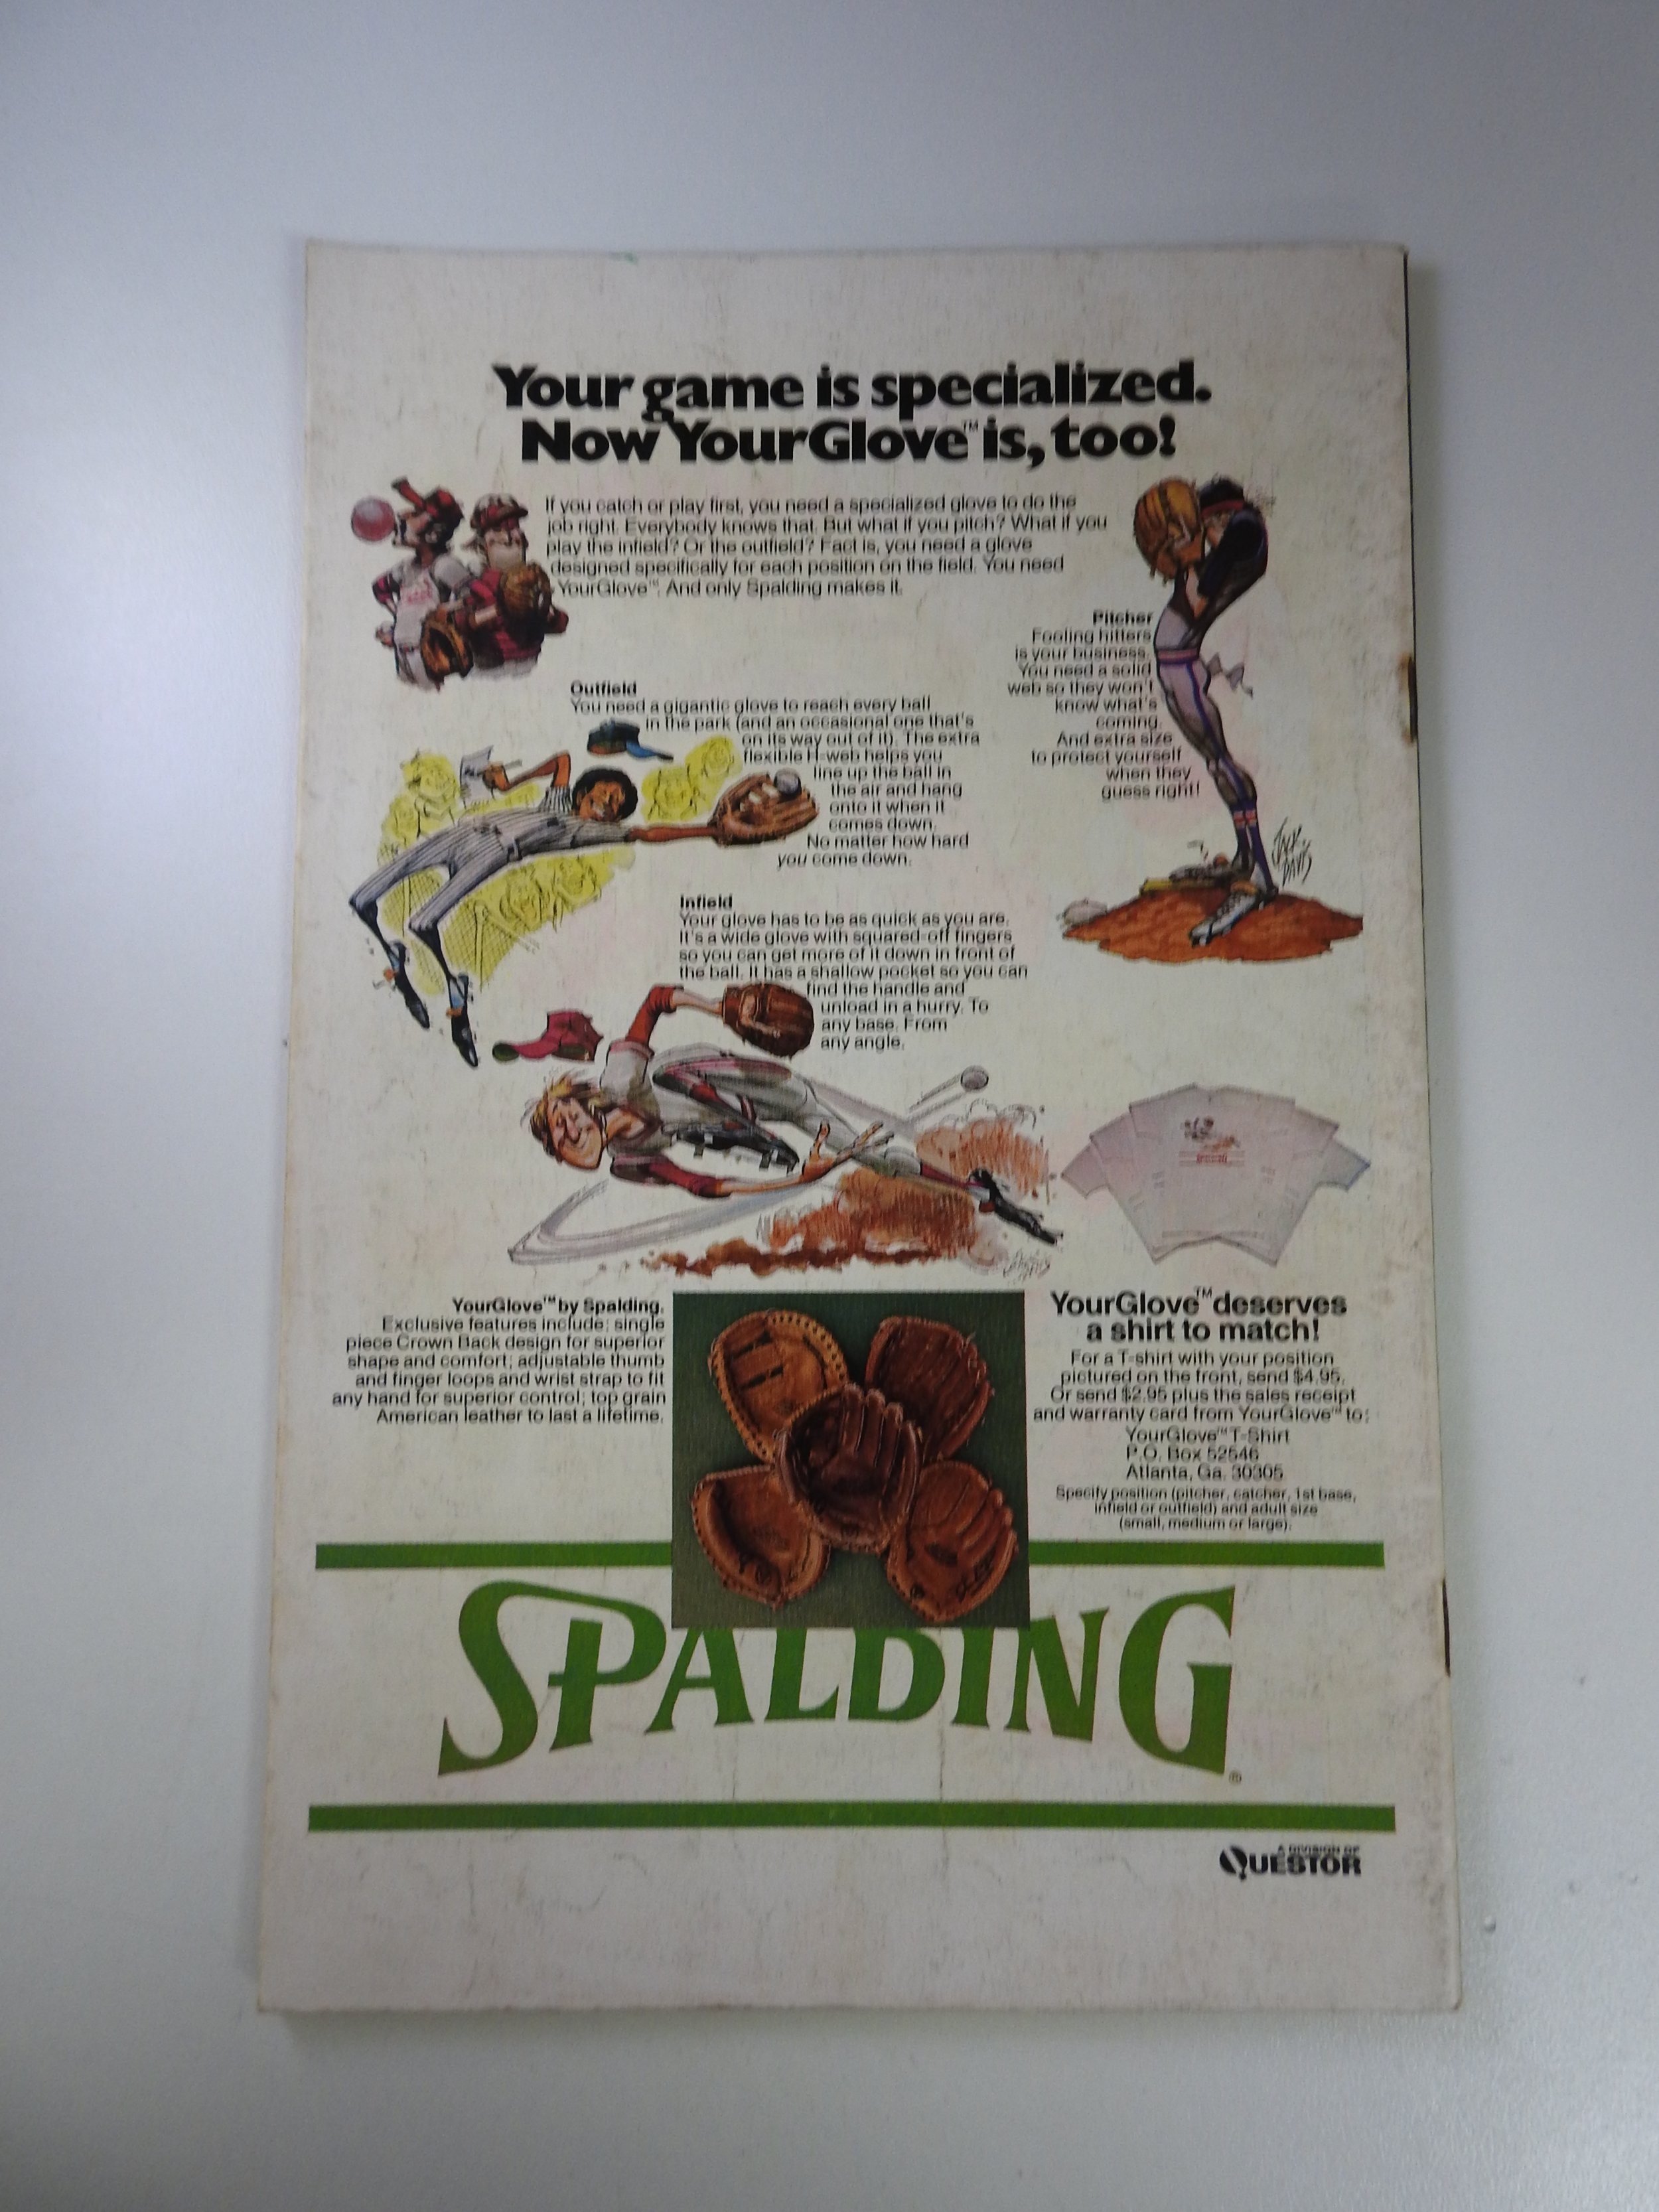 Your game is specialized.
Now YourGlove™ is, too!
If you catch or play first, you need a specialized glove to do the
job right. Everybody knows that. But what if you pitch? What if you
play the infield? Or the outfield? Fact is, you need a glove
designed specifically for each position on the field. You need
YourGlove™. And only Spalding makes it.
Pitcher
Fooling hitters
is your business.
You need a solid
web so they won't
know what's
coming.
And extra size
to protect yourself
when they
guess right!
JACK DAVIS
Outfield
You need a gigantic glove to reach every ball
in the park (and an occasional one that's
on its way out of it). The extra
flexible H-web helps you
line up the ball in
the air and hang
onto it when it
comes down.
No matter how hard
you come down.
Infield
Your glove has to be as quick as you are.
It's a wide glove with squared-off fingers
so you can get more of it down in front of
the ball. It has a shallow pocket so you can
find the handle and
unload in a hurry. To
any base. From
any angle.
YourGlove™ by Spalding.
Exclusive features include: single
piece Crown Back design for superior
shape and comfort; adjustable thumb
and finger loops and wrist strap to fit
any hand for superior control; top grain
American leather to last a lifetime.
YourGlove™ deserves
a shirt to match!
For a T-shirt with your position
pictured on the front, send $4.95.
Or send $2.95 plus the sales receipt
and warranty card from YourGlove™ to:
YourGlove™ T-Shirt
P.O. Box 52546
Atlanta, Ga. 30305
Specify position (pitcher, catcher, 1st base,
infield or outfield) and adult size
(small, medium or large).
SPALDING®
A DIVISION OF
QUESTOR